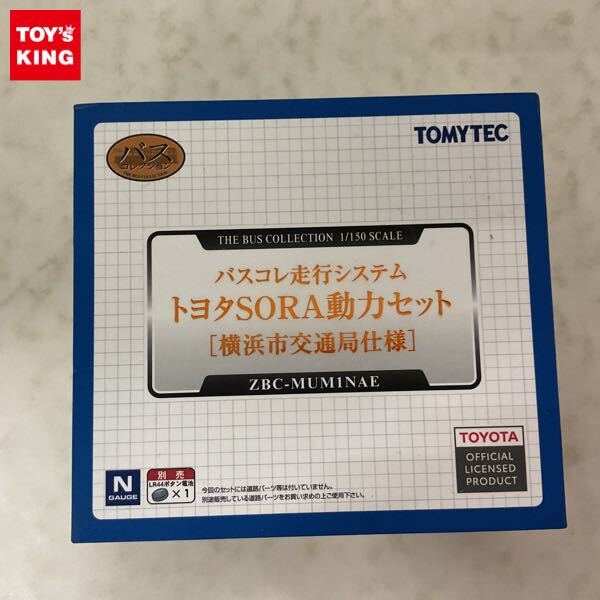 TOY'S
KING
バス
コレクション
THE BUS COLLECTION
TOMYTEC
THE BUS COLLECTION 1/150 SCALE
バスコレ走行システム
トヨタSORA動力セット
[横浜市交通局仕様]
ZBC-MUM1NAE
TOYOTA
OFFICIAL
LICENSED
PRODUCT
N
GAUGE
別売
LR44ボタン電池
×1
今回のセットには道路パーツ等は付いていません。
別途販売している道路パーツをお買い求めの上ご使用下さい。